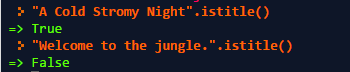 > "A Cold Stromy Night".istitle()
=> True
> "Welcome to the jungle.".istitle()
=> False